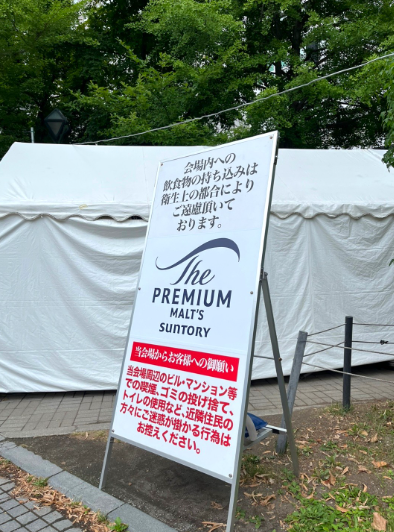 会場内への
飲食物の持ち込みは
衛生上の都合により
ご遠慮頂いて
おります。
The
PREMIUM
MALT'S
SUNTORY
当会場からお客様への御願い
当会場周辺のビル・マンション等
での喫煙、ゴミの投げ捨て、
トイレの使用など、近隣住民の
方々にご迷惑が掛かる行為は
お控えください。